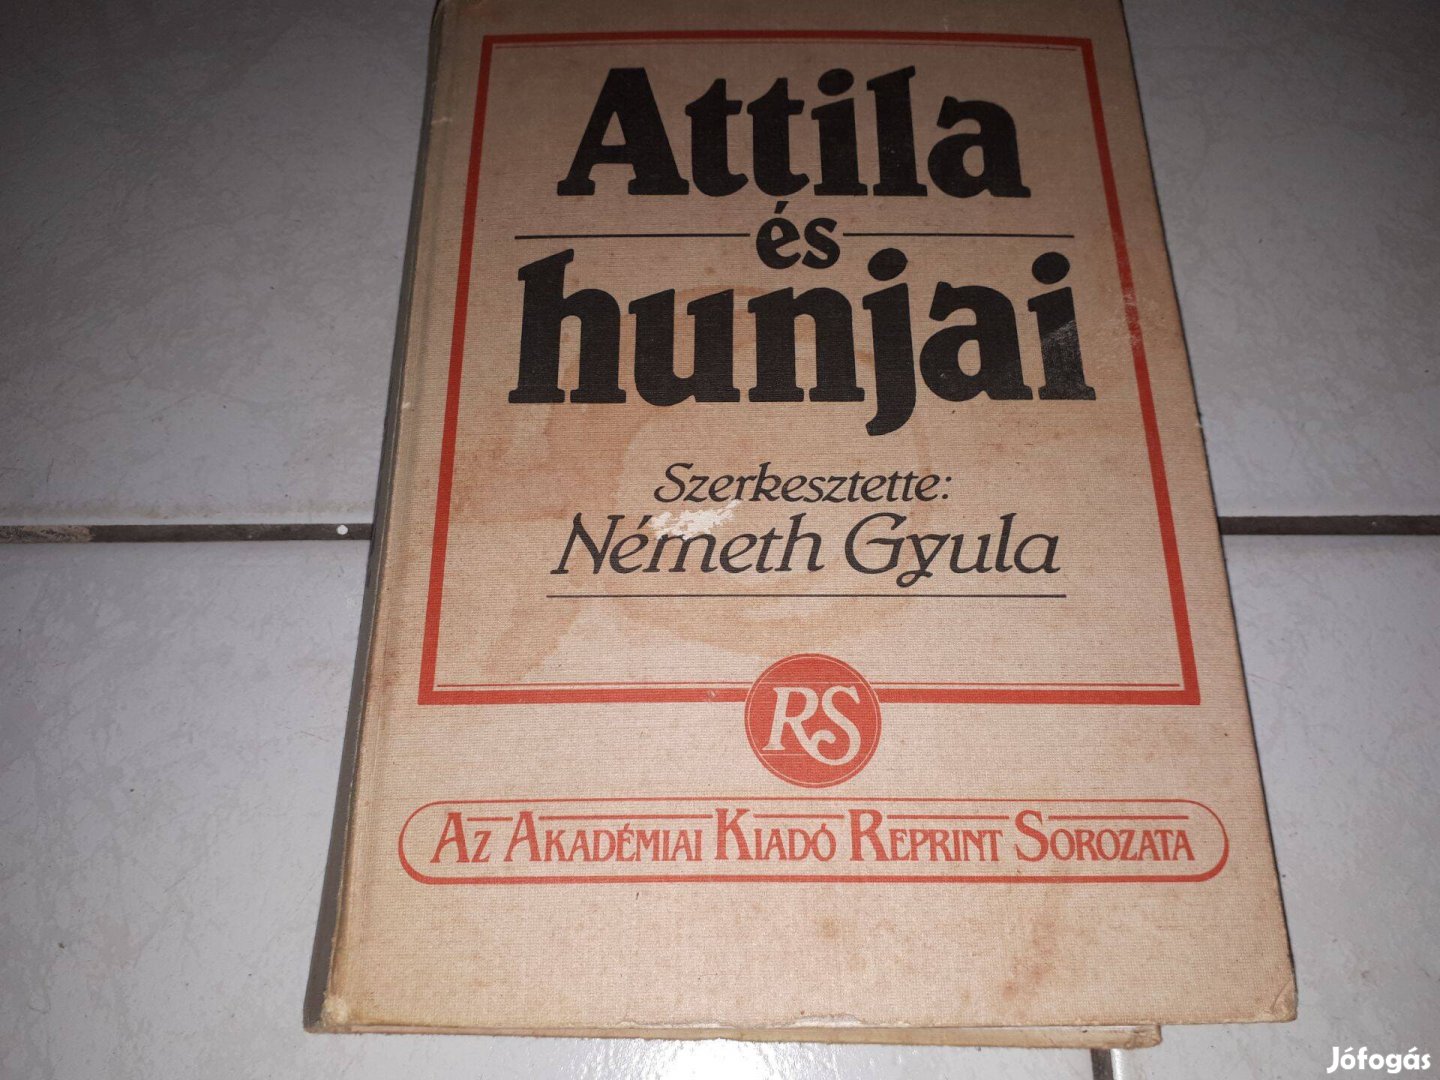 Attila
és
hunjai
Szerkesztette:
Németh Gyula
RS
AZ AKADÉMIAI KIADÓ REPRINT SOROZATA
Jófogás